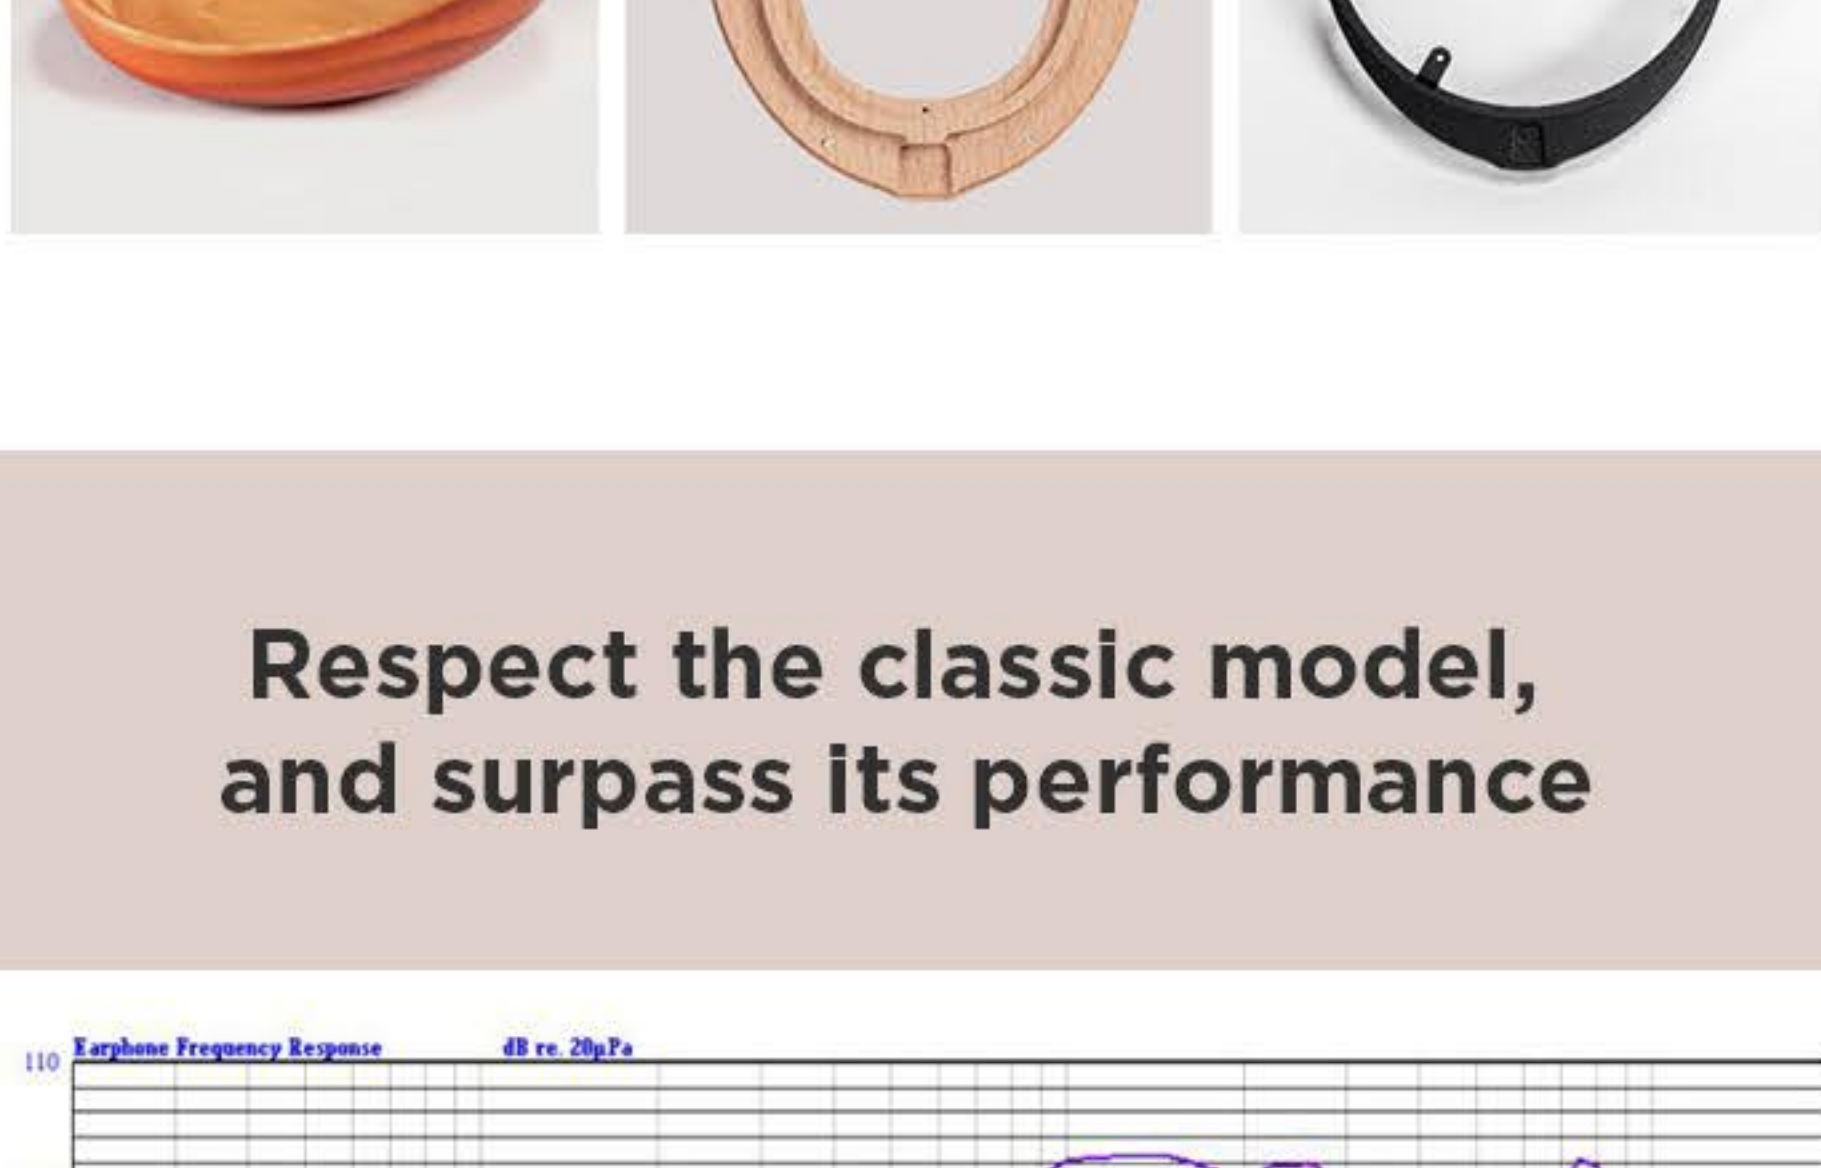 Respect the classic model,
and surpass its performance
Earphone Frequency Response dB re. 20µPa
110